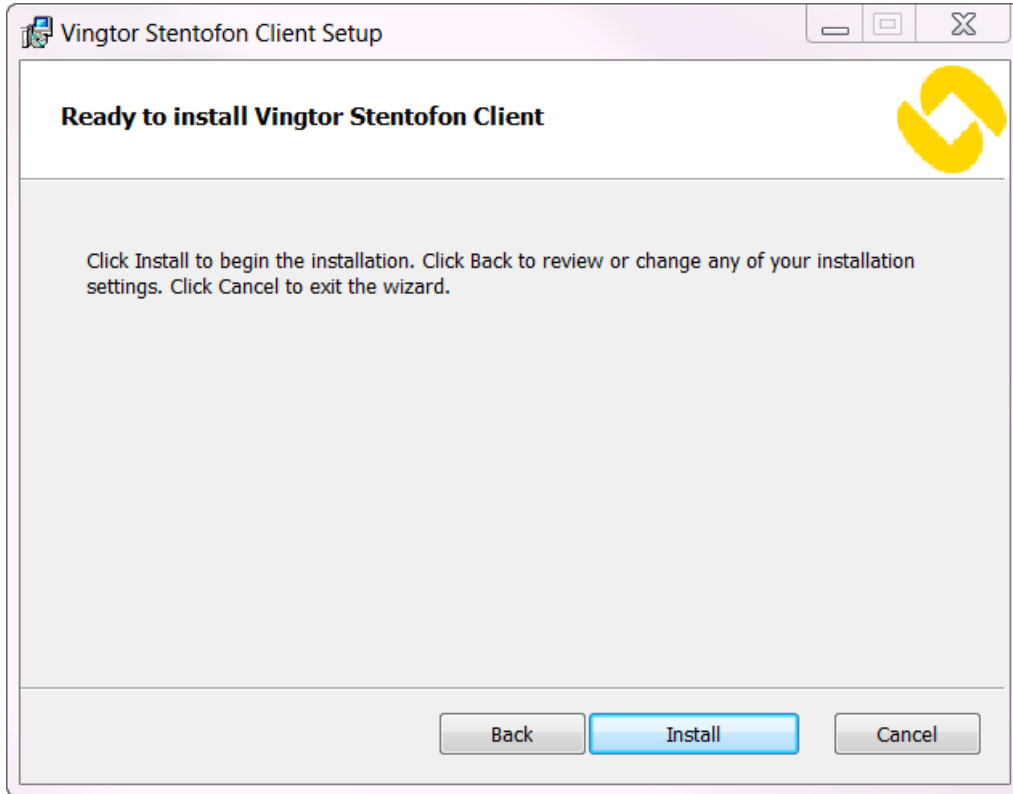 Vingtor Stentofon Client Setup
Ready to install Vingtor Stentofon Client
Click Install to begin the installation. Click Back to review or change any of your installation
settings. Click Cancel to exit the wizard.
Back Install Cancel